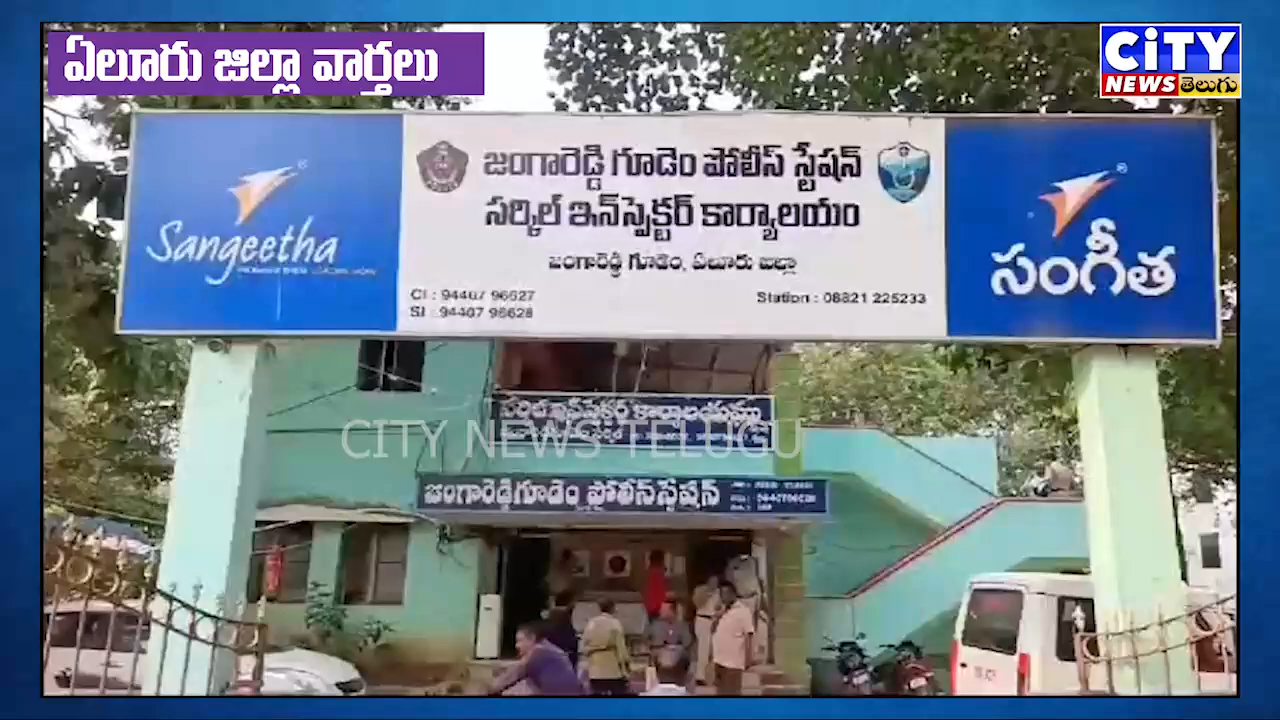 ఏలూరు జిల్లా వార్తలు
CiTY
NEWS తెలుగు
Sangeetha
జంగారెడ్డి గూడెం పోలీస్ స్టేషన్
సర్కిల్ ఇన్‌స్పెక్టర్ కార్యాలయం
జంగారెడ్డి గూడెం, ఏలూరు జిల్లా
CI : 94407 96627
SI : 94407 96628
Station : 08821 225233
సంగీత
CITY NEWS TELUGU
జంగారెడ్డిగూడెం పోలీస్ స్టేషన్